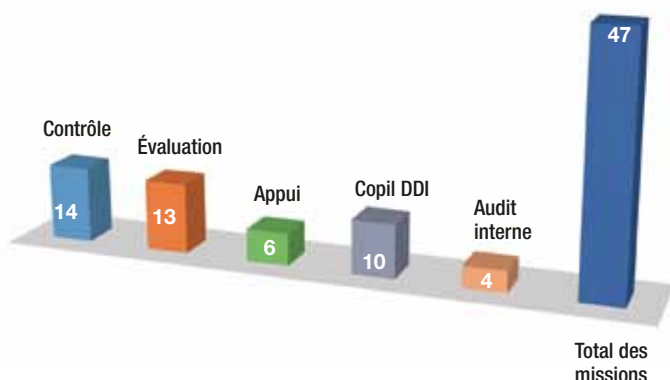 Contrôle
14
Évaluation
13
Appui
6
Copil DDI
10
Audit
interne
4
47
Total des
missions